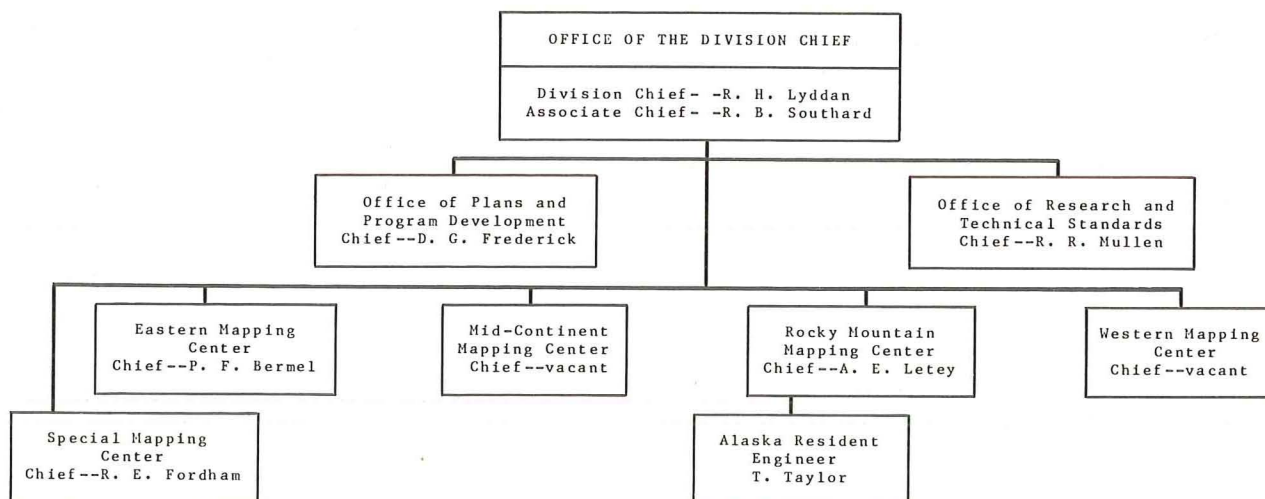 OFFICE OF THE DIVISION CHIEF
Division Chief- -R. H. Lyddan
Associate Chief- -R. B. Southard
Office of Plans and
Program Development
Chief--D. G. Frederick
Office of Research and
Technical Standards
Chief--R. R. Mullen
Eastern Mapping
Center
Chief--P. F. Bermel
Mid-Continent
Mapping Center
Chief--vacant
Rocky Mountain
Mapping Center
Chief--A. E. Letey
Western Mapping
Center
Chief--vacant
Special Mapping
Center
Chief--R. E. Fordham
Alaska Resident
Engineer
T. Taylor